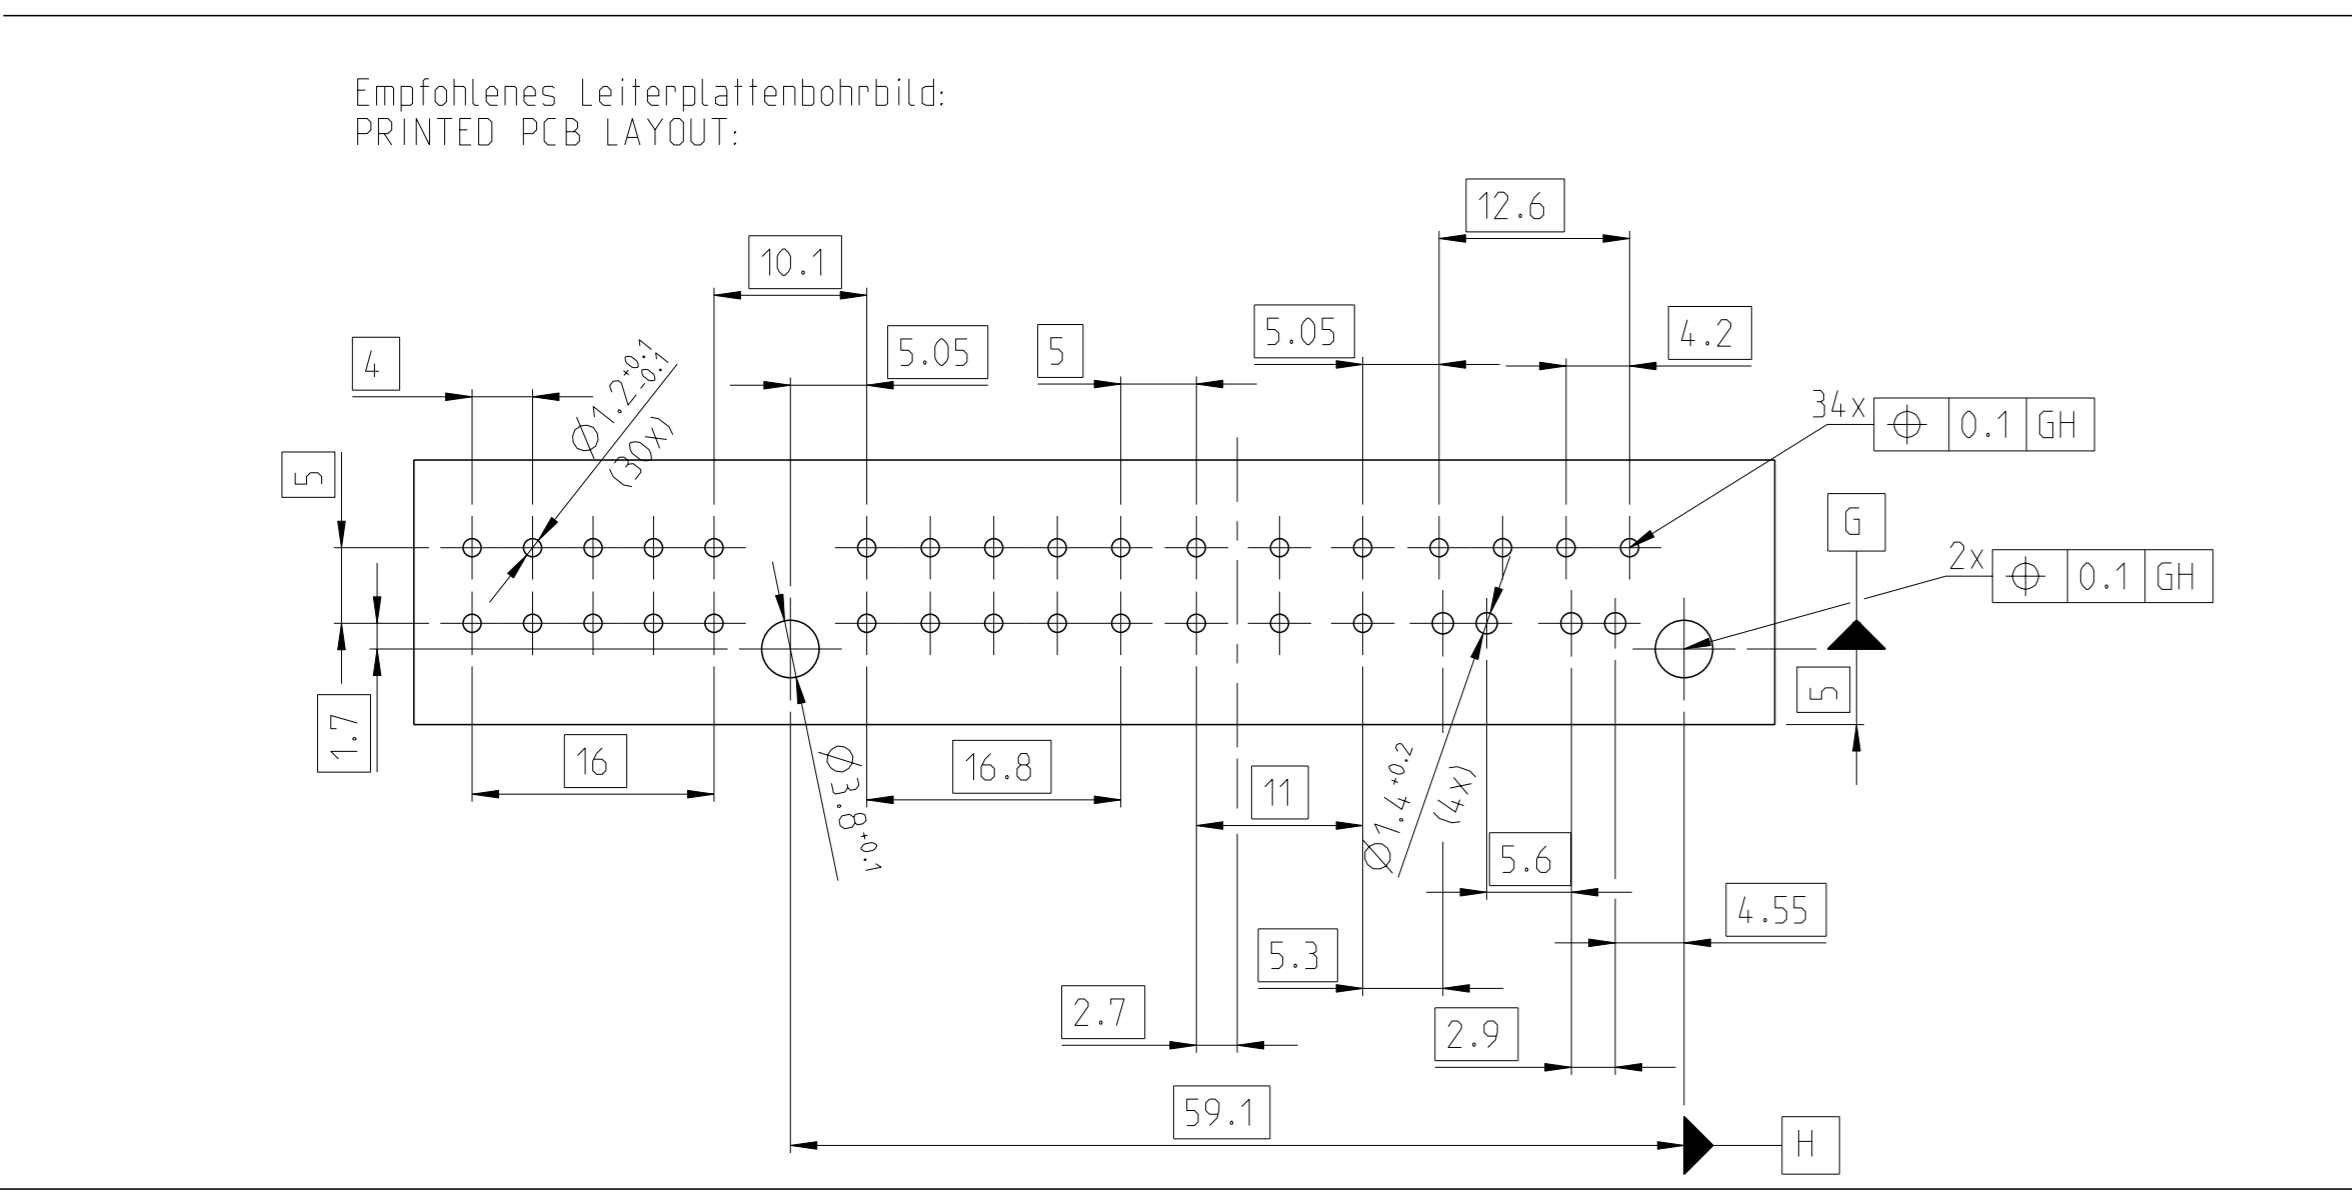 Empfohlenes Leiterplattenbohrbild:
PRINTED PCB LAYOUT:
12.6
10.1
5.05
4.2
5.05
5
4
Ø1.2+0.1-0.1
(30x)
34x ⌖ 0.1 GH
5
G
2x ⌖ 0.1 GH
5
1.7
16
16.8
Ø3.8+0.1
11
Ø1.4+0.2
(4x)
5.6
4.55
5.3
2.7
2.9
59.1
H